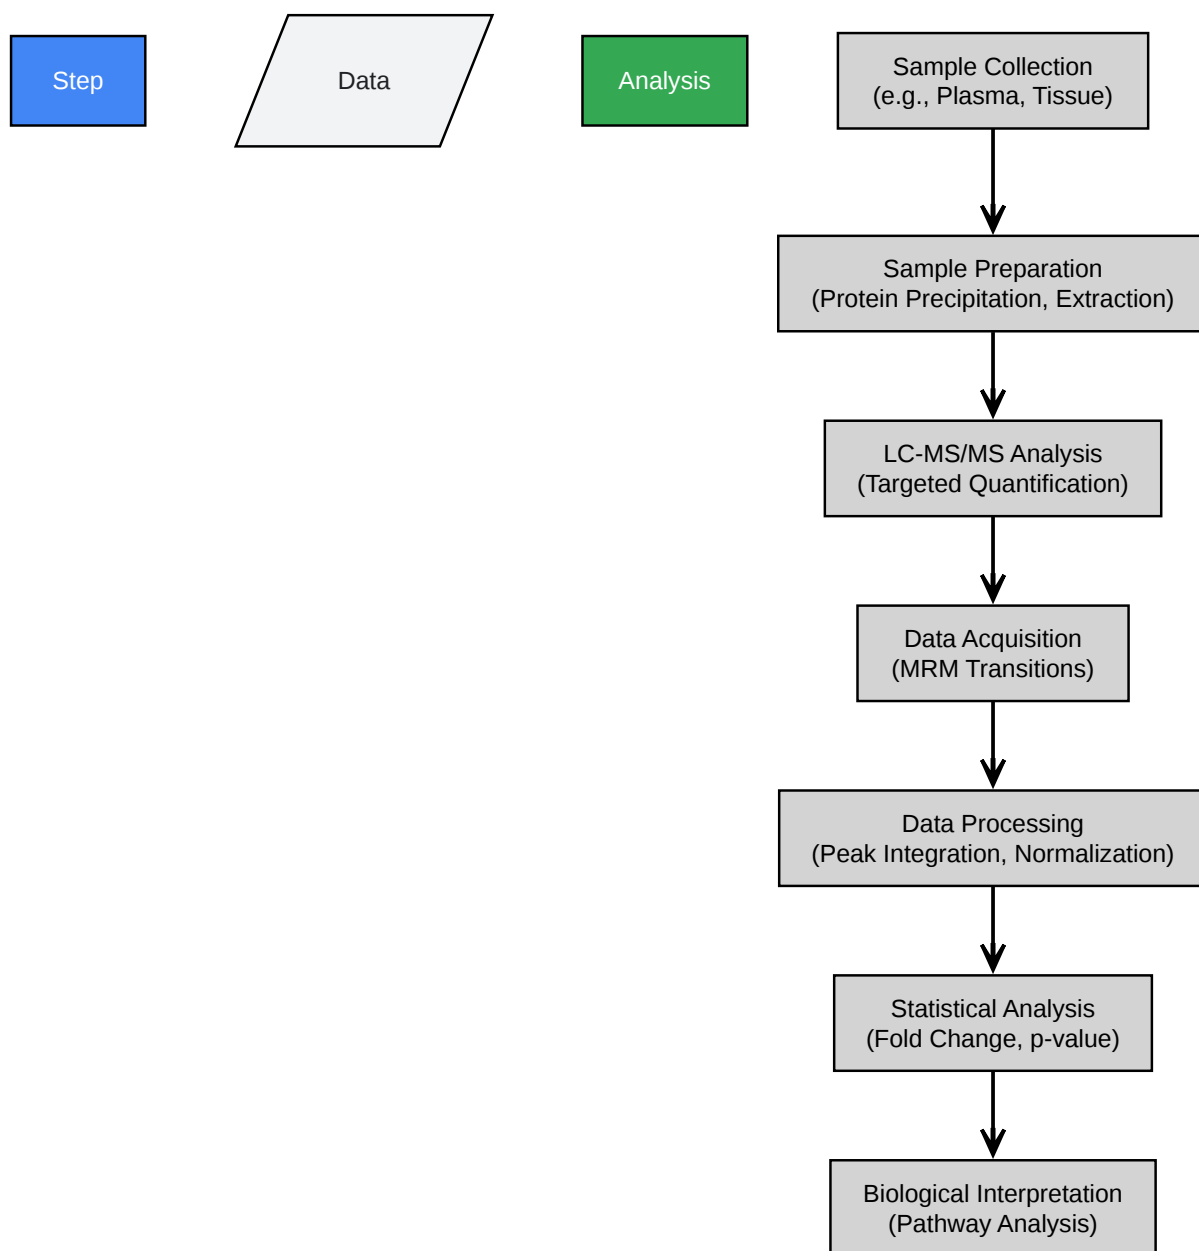 Step
Data
Analysis
Sample Collection
(e.g., Plasma, Tissue)
Sample Preparation
(Protein Precipitation, Extraction)
LC-MS/MS Analysis
(Targeted Quantification)
Data Acquisition
(MRM Transitions)
Data Processing
(Peak Integration, Normalization)
Statistical Analysis
(Fold Change, p-value)
Biological Interpretation
(Pathway Analysis)